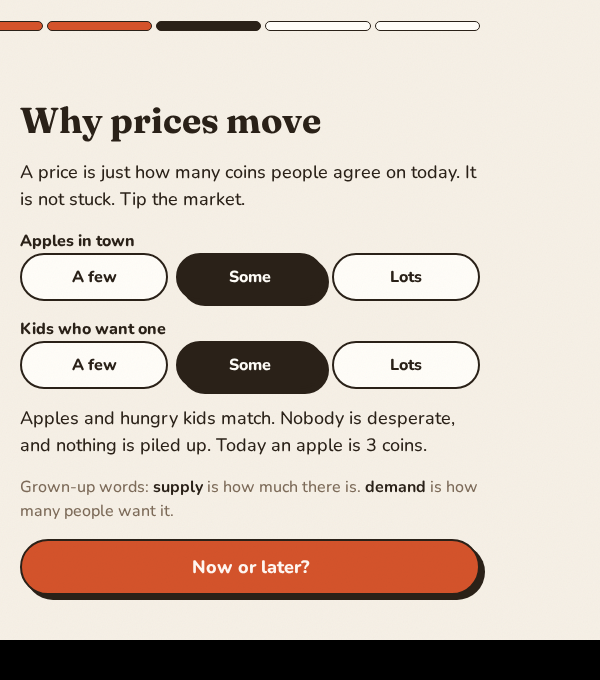 Why prices move
A price is just how many coins people agree on today. It
is not stuck. Tip the market.
Apples in town
A few
Some
Lots
Kids who want one
A few
Some
Lots
Apples and hungry kids match. Nobody is desperate,
and nothing is piled up. Today an apple is 3 coins.
Grown-up words: supply is how much there is. demand is how
many people want it.
Now or later?